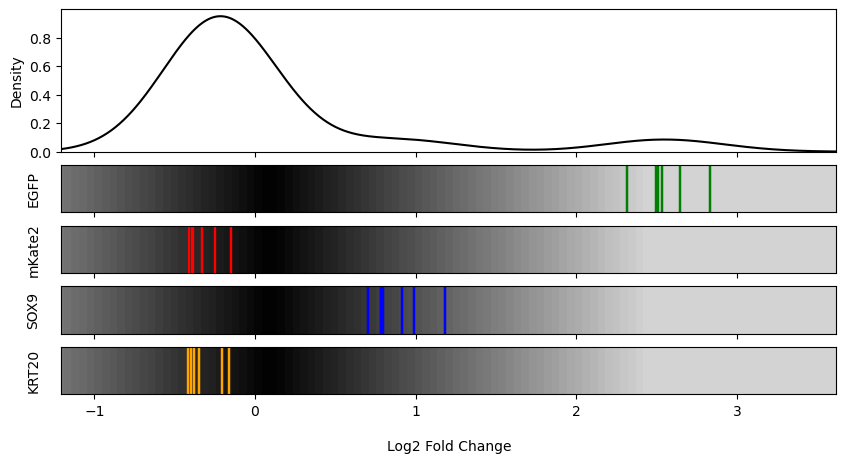 0.8
0.6
0.4
0.2
0.0
Density
EGFP
mKate2
SOX9
KRT20
−1 0 1 2 3
Log2 Fold Change